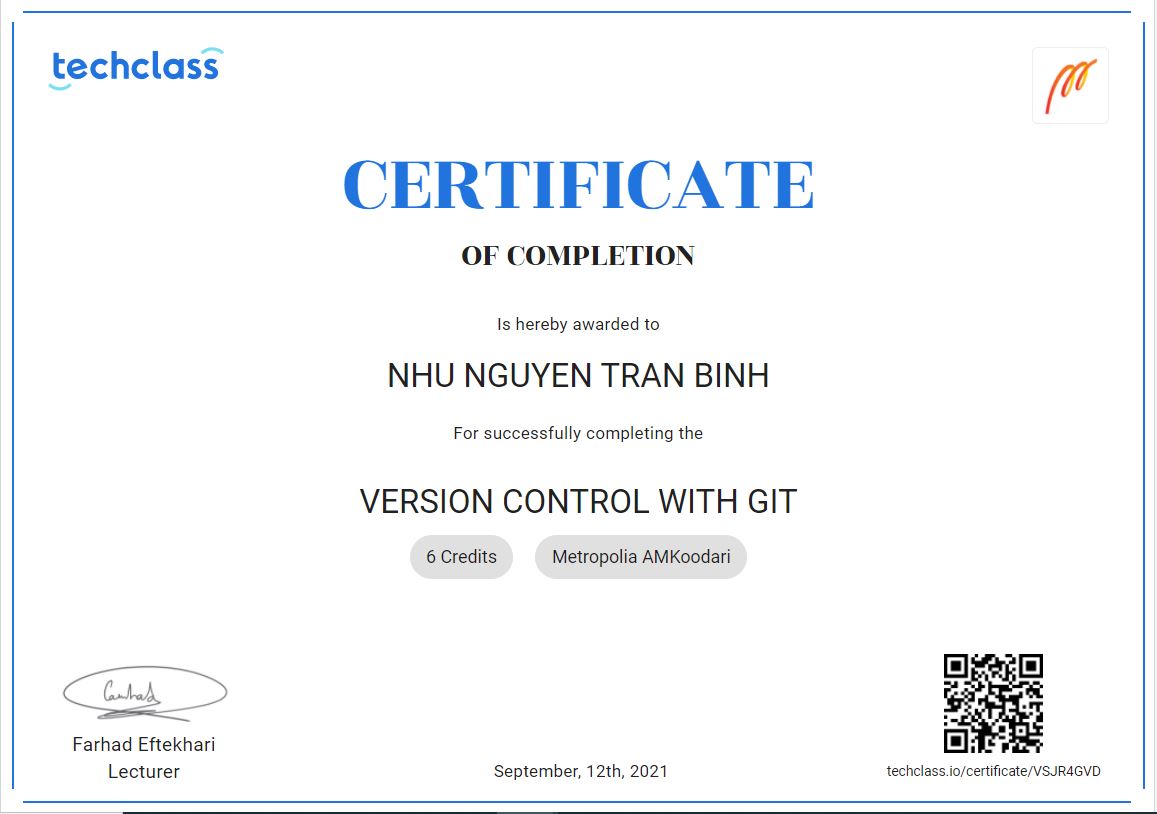 techclass
CERTIFICATE
OF COMPLETION
Is hereby awarded to
NHU NGUYEN TRAN BINH
For successfully completing the
VERSION CONTROL WITH GIT
6 Credits
Metropolia AMKoodari
Farhad Eftekhari
Lecturer
September, 12th, 2021
techclass.io/certificate/VSJR4GVD